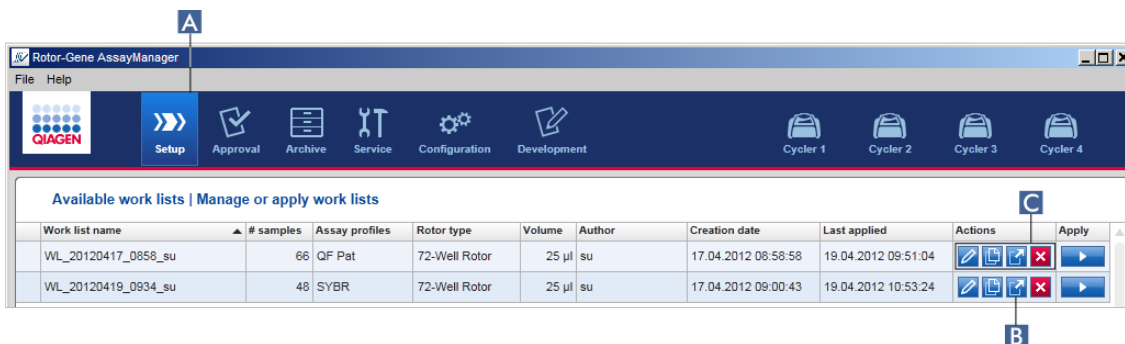 A
Rotor-Gene AssayManager
File Help
QIAGEN
Setup Approval Archive Service Configuration Development Cycler 1 Cycler 2 Cycler 3 Cycler 4
Available work lists | Manage or apply work lists
C
Work list name # samples Assay profiles Rotor type Volume Author Creation date Last applied Actions Apply
WL_20120417_0858_su 66 QF Pat 72-Well Rotor 25 µl su 17.04.2012 08:58:58 19.04.2012 09:51:04
WL_20120419_0934_su 48 SYBR 72-Well Rotor 25 µl su 17.04.2012 09:00:43 19.04.2012 10:53:24
B